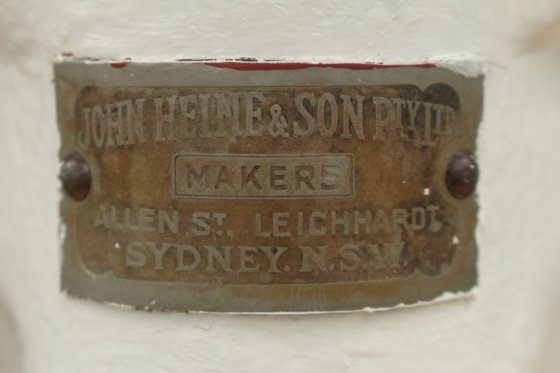 JOHN HEINE & SON PTY LTD
MAKERS
ALLEN ST. LEICHHARDT.
SYDNEY. N.S.W.